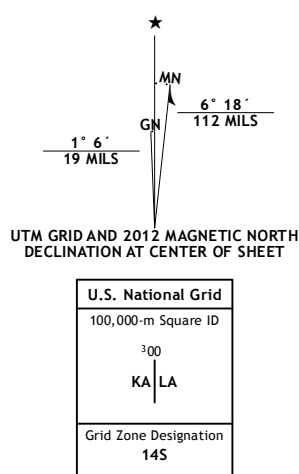 ★
MN
GN
6° 18´
112 MILS
1° 6´
19 MILS
UTM GRID AND 2012 MAGNETIC NORTH
DECLINATION AT CENTER OF SHEET
U.S. National Grid
100,000-m Square ID
³00
KA LA
Grid Zone Designation
14S